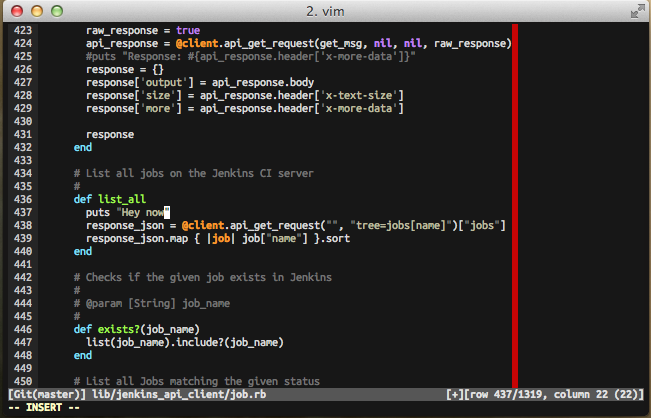 2. vim
423 raw_response = true
424 api_response = @client.api_get_request(get_msg, nil, nil, raw_response)
425 #puts "Response: #{api_response.header['x-more-data']}"
426 response = {}
427 response['output'] = api_response.body
428 response['size'] = api_response.header['x-text-size']
429 response['more'] = api_response.header['x-more-data']
430
431 response
432 end
433
434 # List all jobs on the Jenkins CI server
435 #
436 def list_all
437 puts "Hey now"
438 response_json = @client.api_get_request("", "tree=jobs[name]")["jobs"]
439 response_json.map { |job| job["name"] }.sort
440 end
441
442 # Checks if the given job exists in Jenkins
443 #
444 # @param [String] job_name
445 #
446 def exists?(job_name)
447 list(job_name).include?(job_name)
448 end
449
450 # List all Jobs matching the given status
[Git(master)] lib/jenkins_api_client/job.rb [+][row 437/1319, column 22 (22)]
-- INSERT --